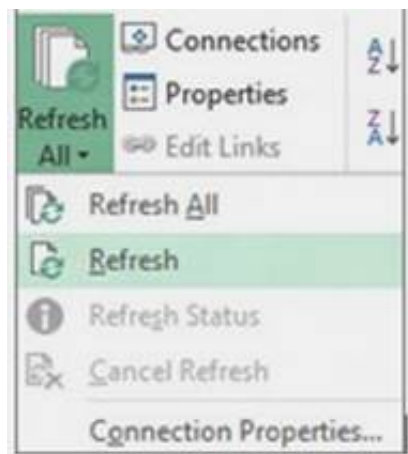 Connections
Properties
Refresh
All
Edit Links
A
Z
Z
A
Refresh All
Refresh
Refresh Status
Cancel Refresh
Connection Properties...